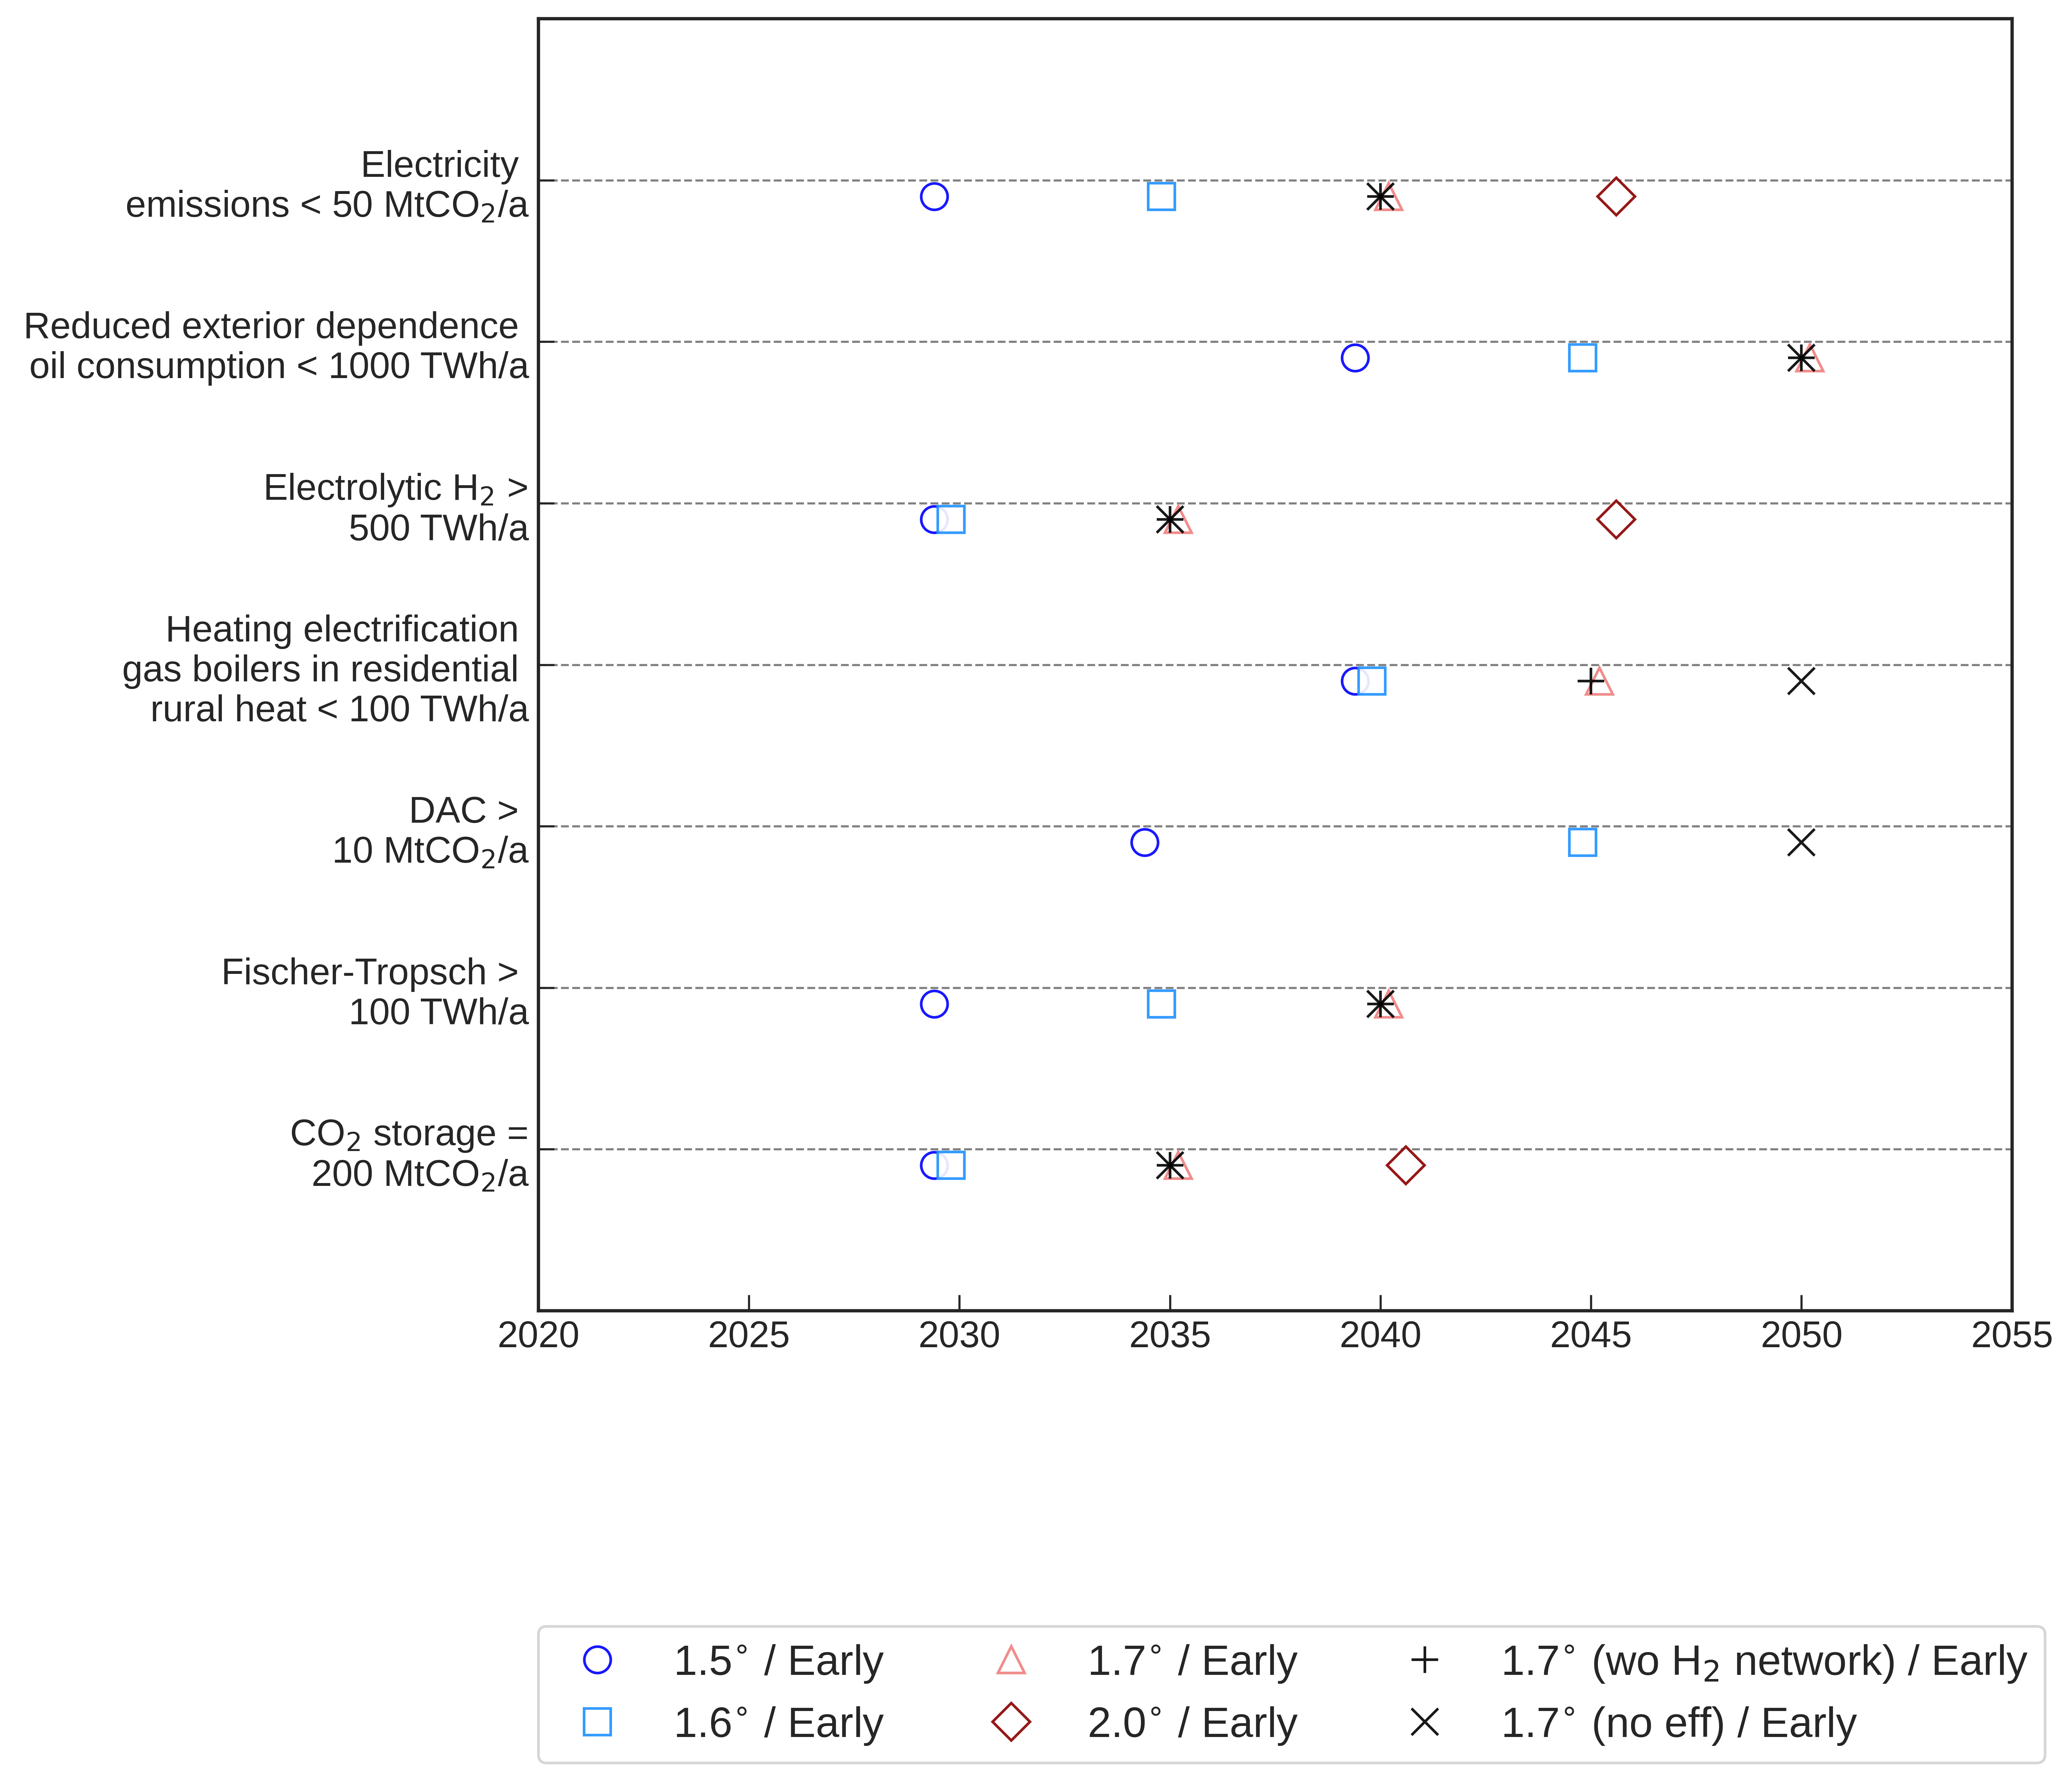 Electricity
emissions < 50 MtCO₂/a
Reduced exterior dependence
oil consumption < 1000 TWh/a
Electrolytic H₂ >
500 TWh/a
Heating electrification
gas boilers in residential
rural heat < 100 TWh/a
DAC >
10 MtCO₂/a
Fischer-Tropsch >
100 TWh/a
CO₂ storage =
200 MtCO₂/a
2020 2025 2030 2035 2040 2045 2050 2055
1.5° / Early 1.7° / Early 1.7° (wo H₂ network) / Early
1.6° / Early 2.0° / Early 1.7° (no eff) / Early